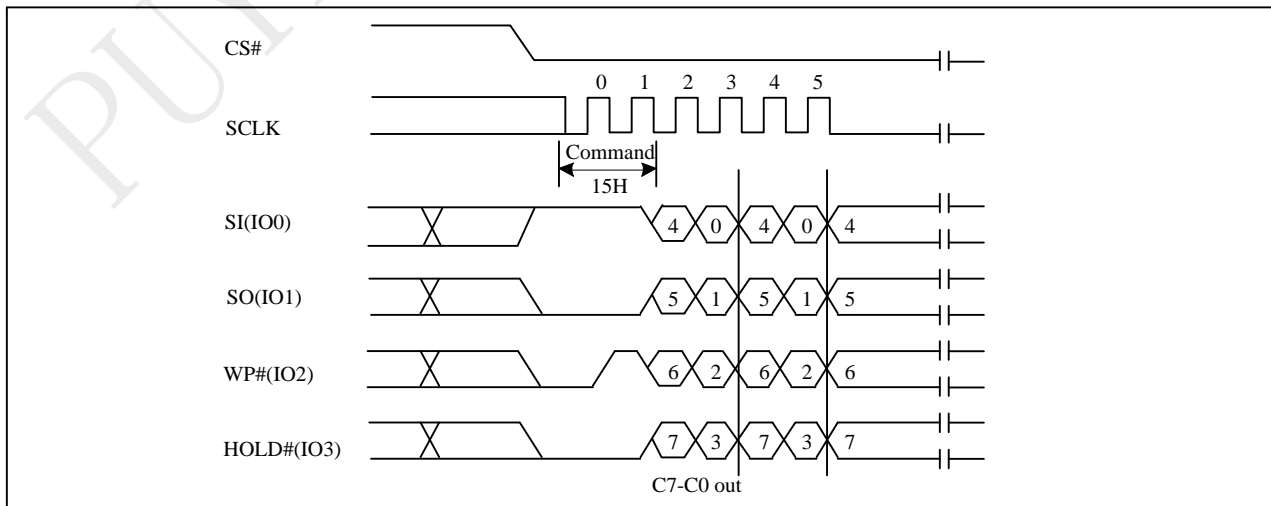 PUY
CS#
0 1 2 3 4 5
SCLK
Command
15H
SI(IO0) 4 0 4 0 4
SO(IO1) 5 1 5 1 5
WP#(IO2) 6 2 6 2 6
HOLD#(IO3) 7 3 7 3 7
C7-C0 out